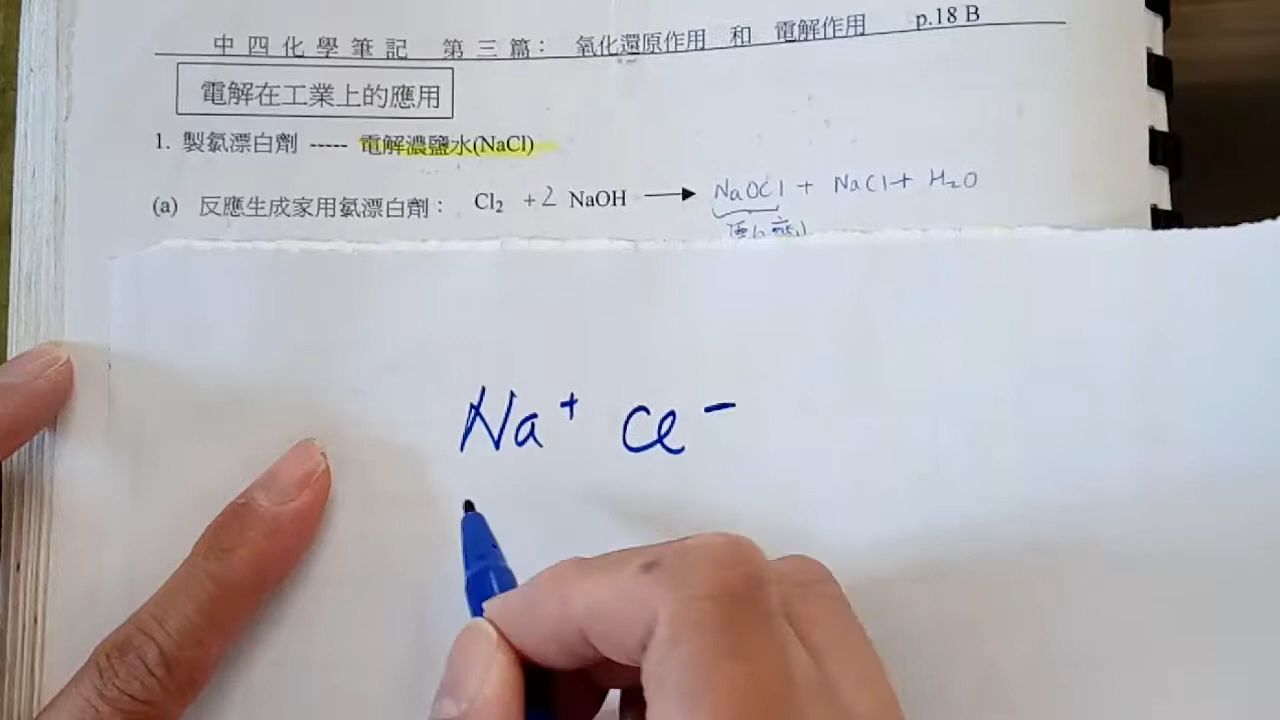 中四化學筆記 第三篇： 氧化還原作用 和 電解作用 p.18 B
電解在工業上的應用
1. 製氯漂白劑 ----- 電解濃鹽水(NaCl)
(a) 反應生成家用氯漂白劑： Cl₂ + 2 NaOH ⟶ NaOCl + NaCl + H₂O
Na⁺ Cl⁻